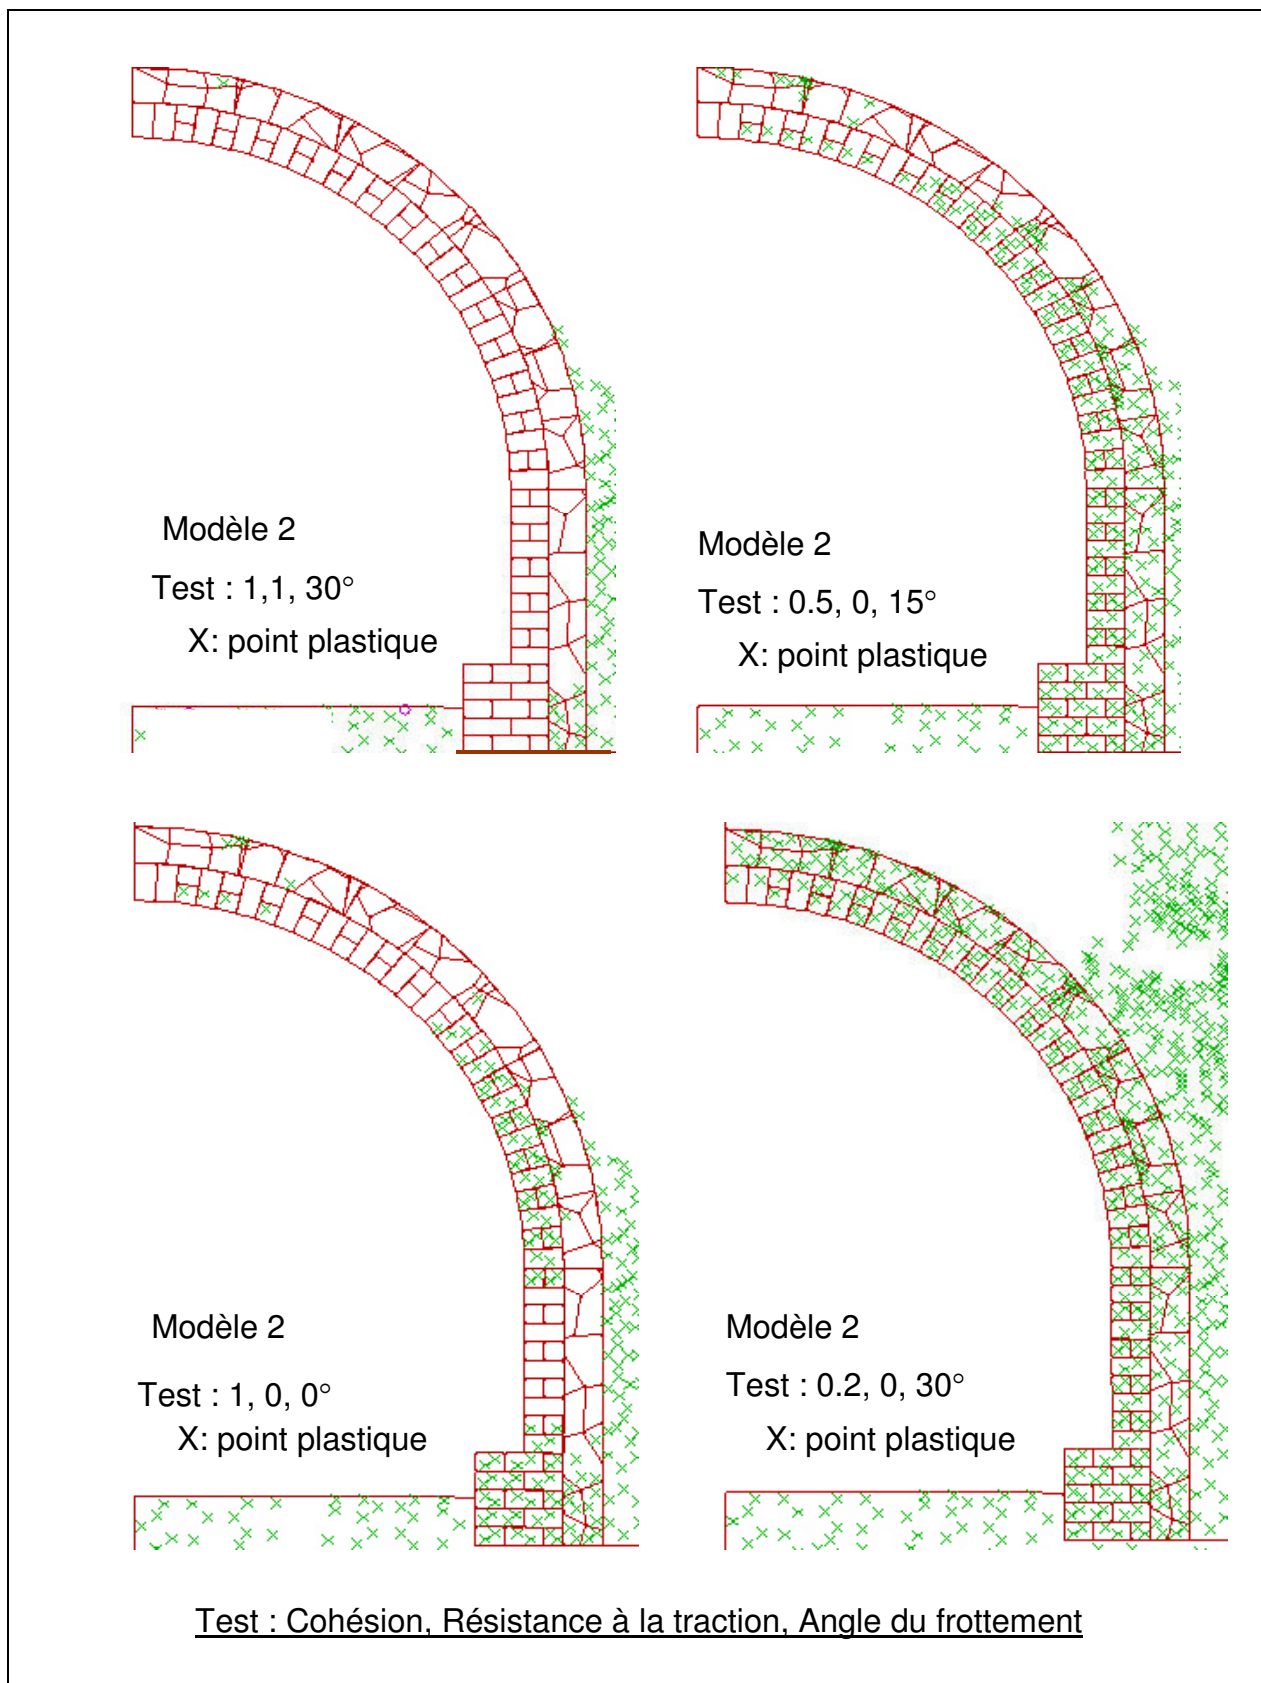 Modèle 2
Test : 1,1, 30°
X: point plastique
Modèle 2
Test : 0.5, 0, 15°
X: point plastique
Modèle 2
Test : 1, 0, 0°
X: point plastique
Modèle 2
Test : 0.2, 0, 30°
X: point plastique
Test : Cohésion, Résistance à la traction, Angle du frottement